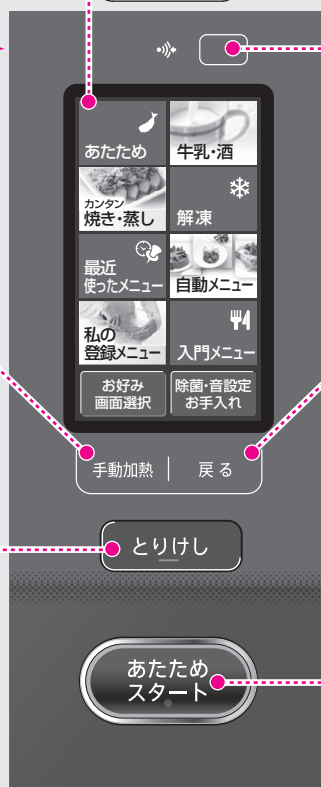 あたため
牛乳・酒
カンタン
焼き・蒸し
解凍
最近
使ったメニュー
自動メニュー
私の
登録メニュー
入門メニュー
お好み
画面選択
除菌・音設定
お手入れ
手動加熱
戻る
とりけし
あたため
スタート